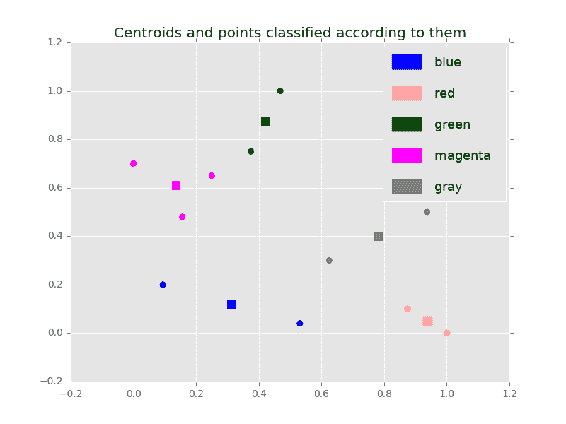 Centroids and points classified according to them
1.2
1.0
0.8
0.6
0.4
0.2
0.0
−0.2
blue
red
green
magenta
gray
−0.2 0.0 0.2 0.4 0.6 0.8 1.0 1.2